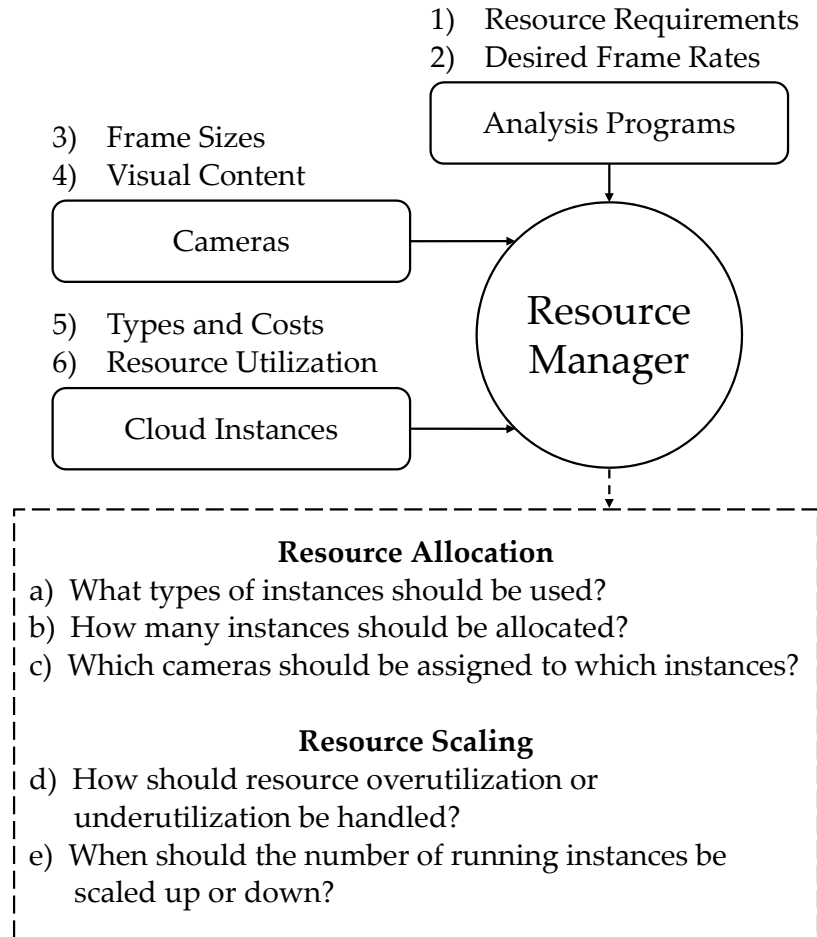 1) Resource Requirements
2) Desired Frame Rates
Analysis Programs
3) Frame Sizes
4) Visual Content
Cameras
5) Types and Costs
6) Resource Utilization
Cloud Instances
Resource
Manager
Resource Allocation
a) What types of instances should be used?
b) How many instances should be allocated?
c) Which cameras should be assigned to which instances?
Resource Scaling
d) How should resource overutilization or
underutilization be handled?
e) When should the number of running instances be
scaled up or down?